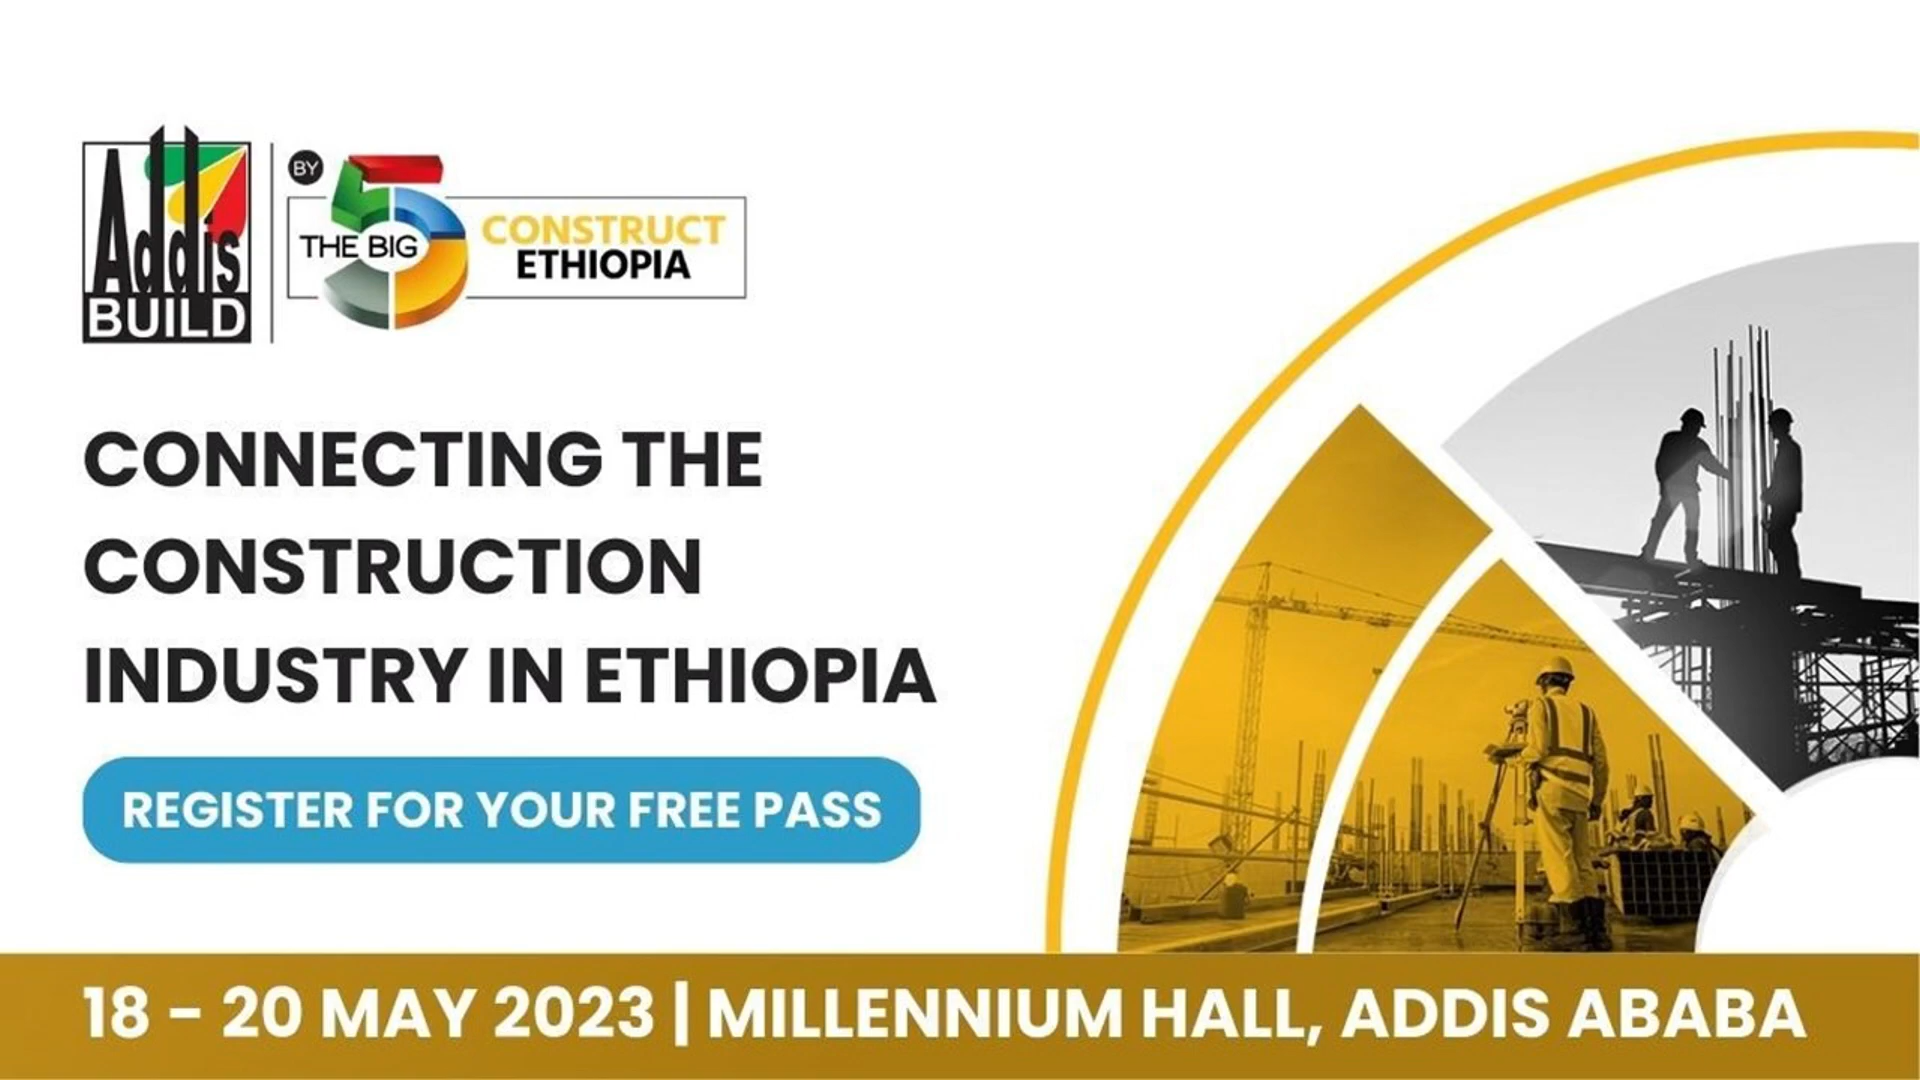 Addis
BUILD
BY
THE BIG 5
CONSTRUCT
ETHIOPIA
CONNECTING THE
CONSTRUCTION
INDUSTRY IN ETHIOPIA
REGISTER FOR YOUR FREE PASS
18 - 20 MAY 2023 | MILLENNIUM HALL, ADDIS ABABA